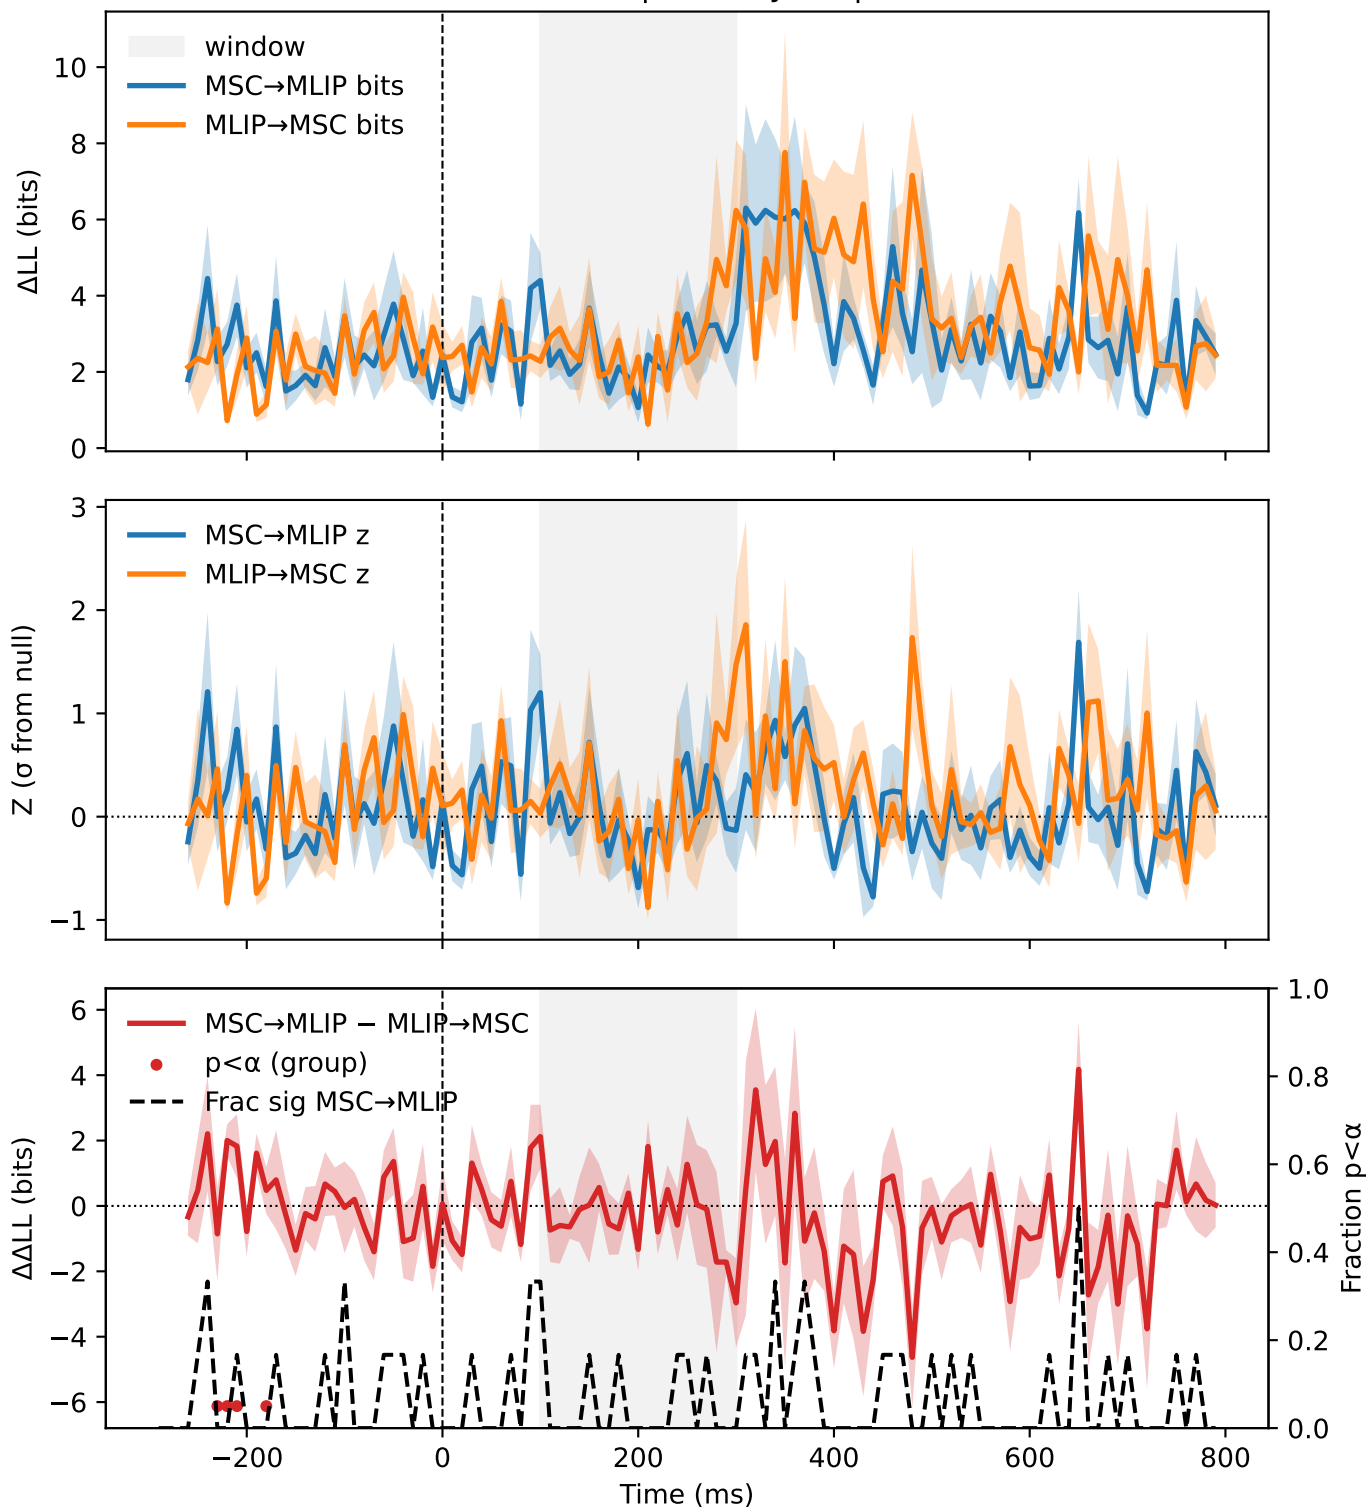 window
MSC→MLIP bits
MLIP→MSC bits
ΔLL (bits)
10
8
6
4
2
0
MSC→MLIP z
MLIP→MSC z
Z (σ from null)
3
2
1
0
−1
MSC→MLIP − MLIP→MSC
p<α (group)
Frac sig MSC→MLIP
ΔΔLL (bits)
6
4
2
0
−2
−4
−6
1.0
0.8
0.6
0.4
0.2
0.0
Fraction p<α
−200
0
200
400
600
800
Time (ms)